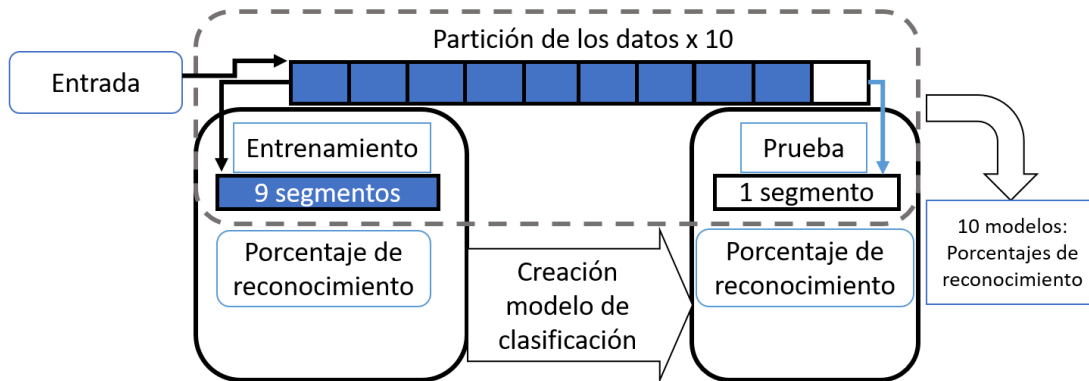 Partición de los datos x 10
Entrada
Entrenamiento
9 segmentos
Porcentaje de
reconocimiento
Creación
modelo de
clasificación
Prueba
1 segmento
Porcentaje de
reconocimiento
10 modelos:
Porcentajes de
reconocimiento